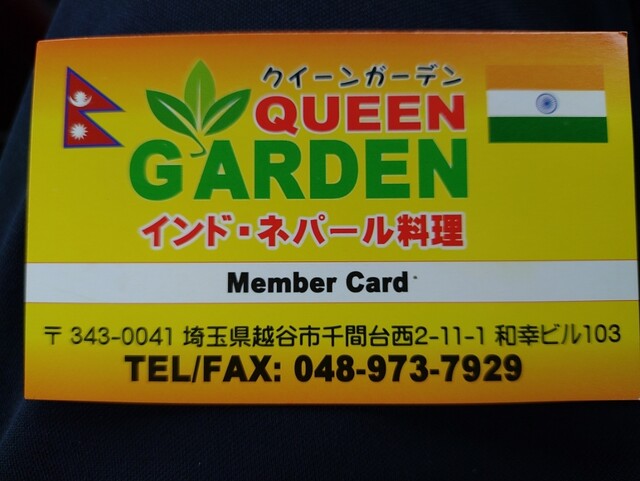 クイーンガーデン
QUEEN
GARDEN
インド・ネパール料理
Member Card
〒343-0041 埼玉県越谷市千間台西2-11-1 和幸ビル103
TEL/FAX: 048-973-7929